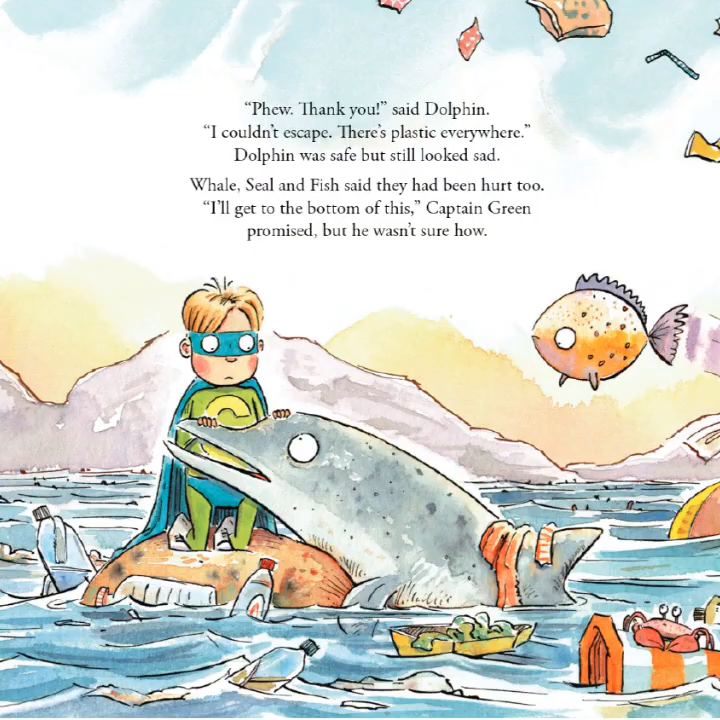 “Phew. Thank you!” said Dolphin.
“I couldn’t escape. There’s plastic everywhere.”
Dolphin was safe but still looked sad.
Whale, Seal and Fish said they had been hurt too.
“I’ll get to the bottom of this,” Captain Green
promised, but he wasn’t sure how.
C